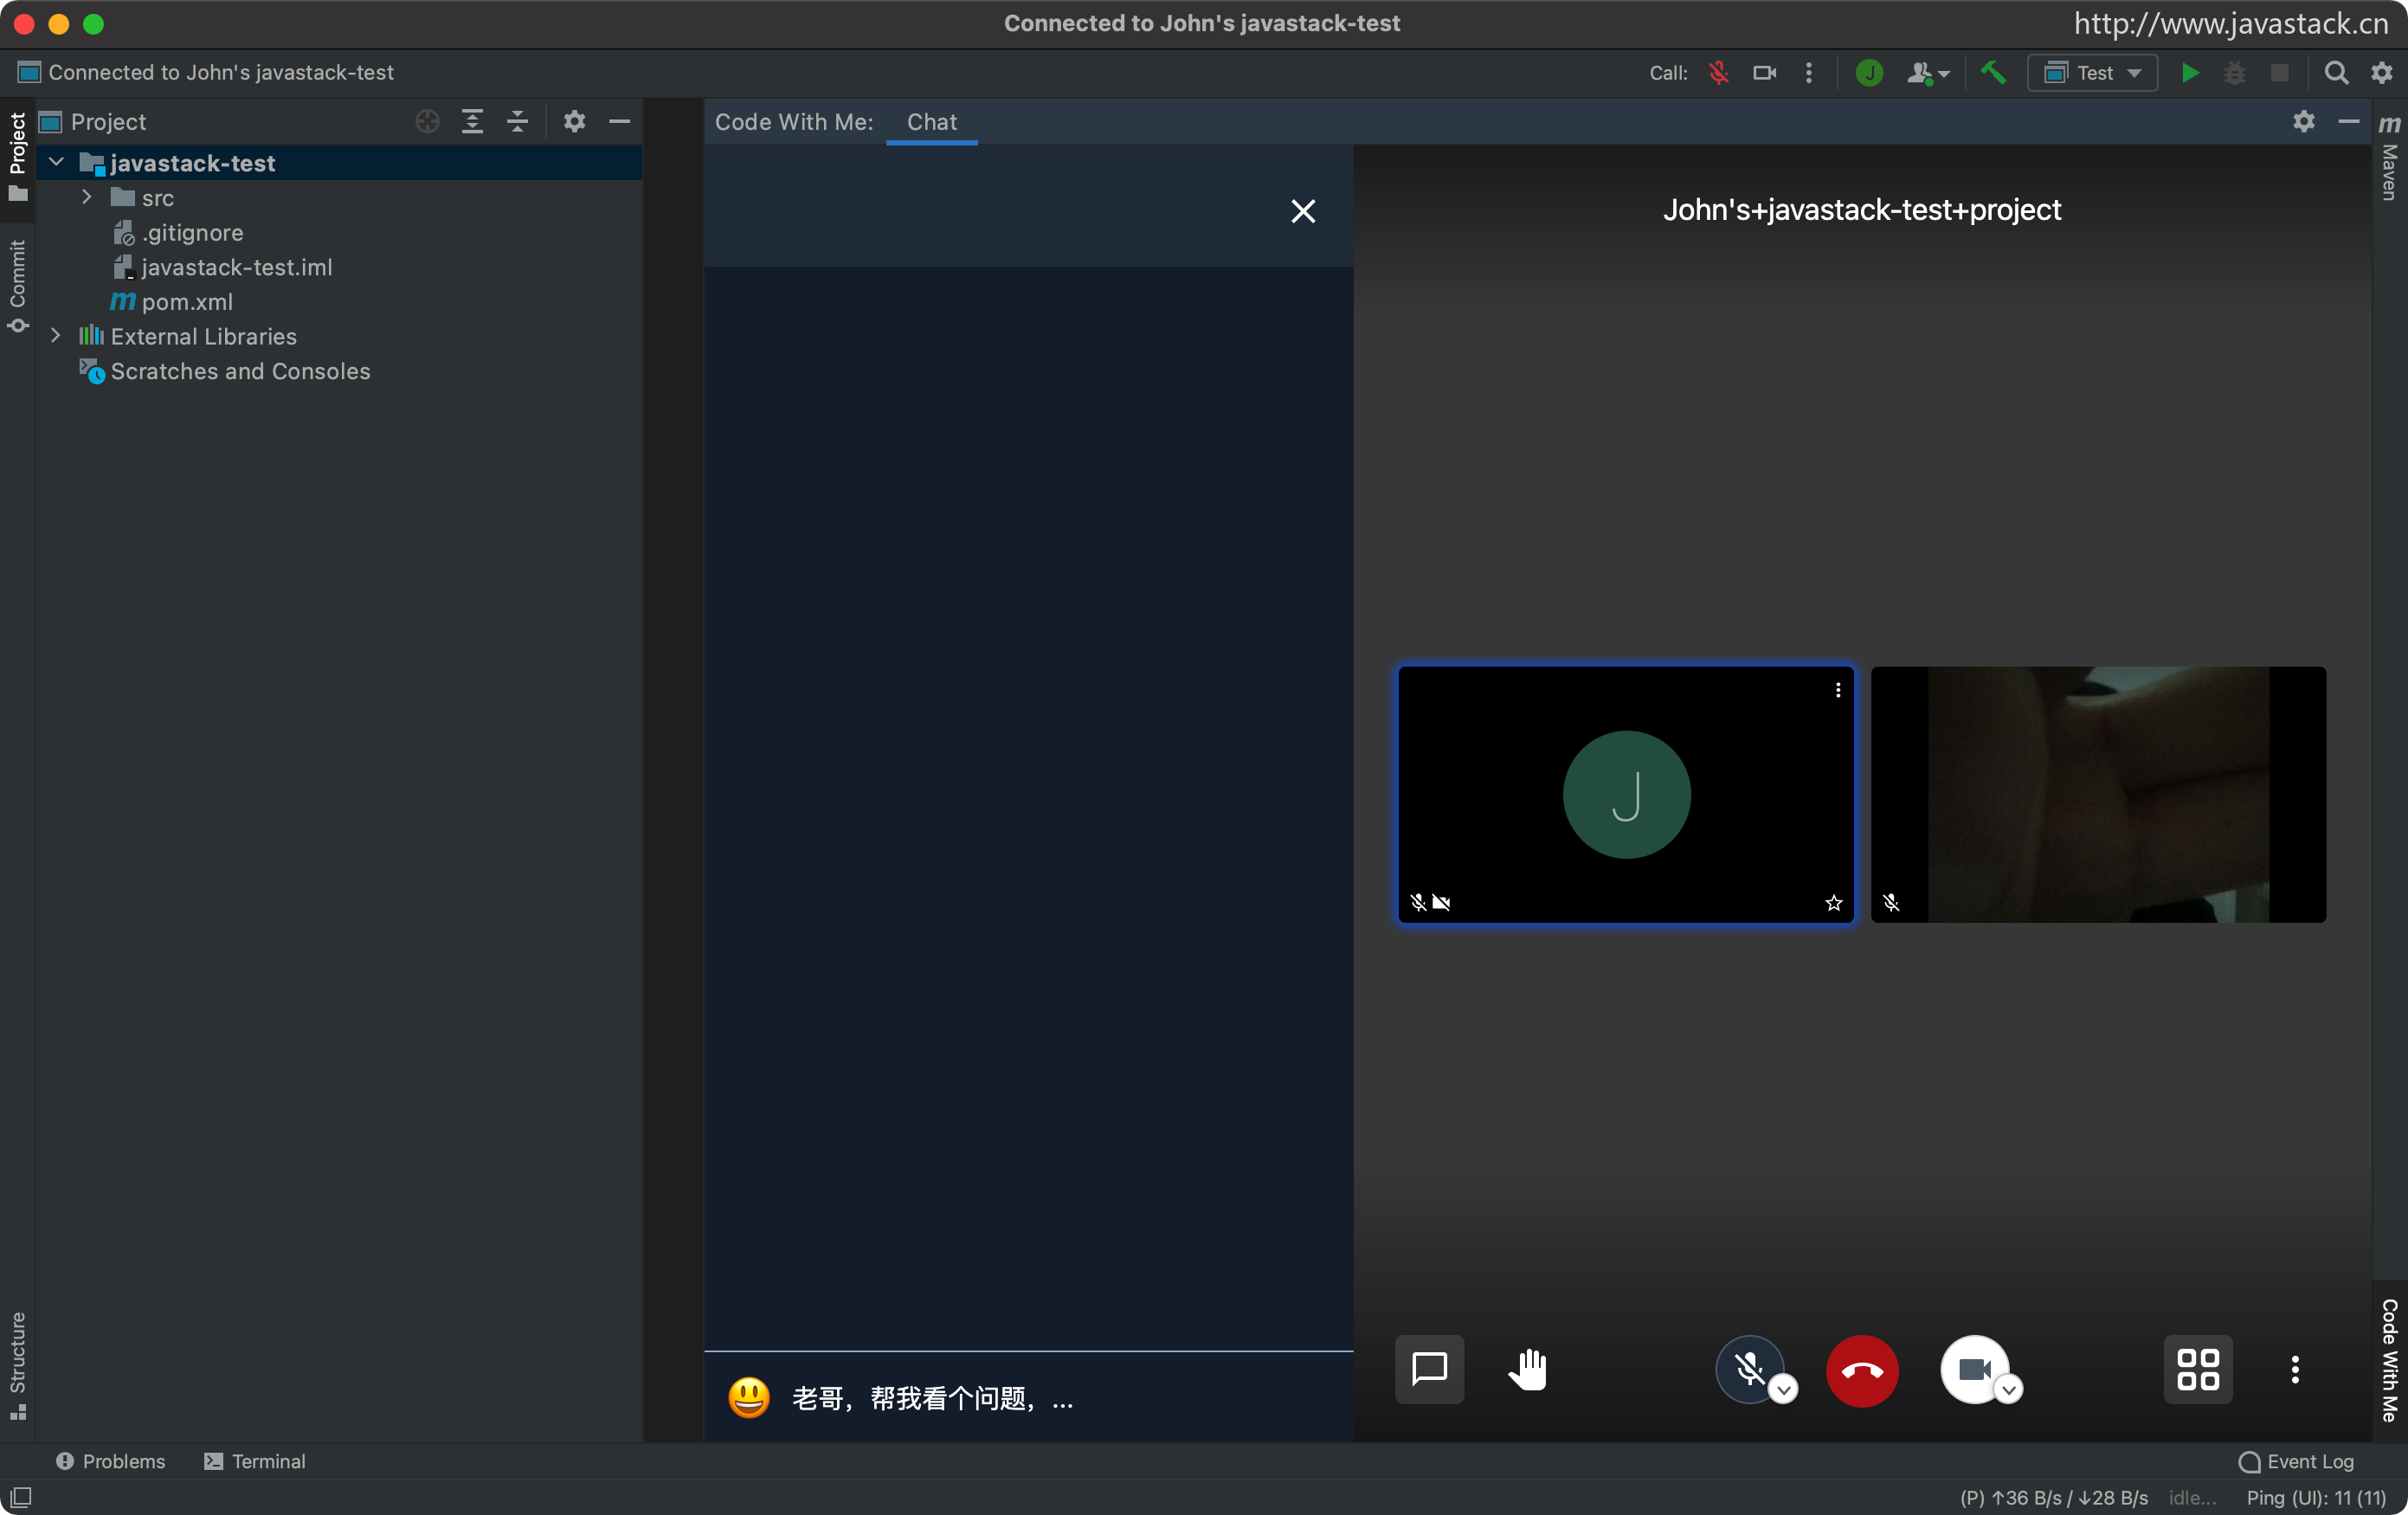 Connected to John's javastack-test
http://www.javastack.cn
Connected to John's javastack-test
Call:
J
Test
Project
Commit
Structure
Project
javastack-test
src
.gitignore
javastack-test.iml
m pom.xml
External Libraries
Scratches and Consoles
Code With Me: Chat
John's+javastack-test+project
J
老哥，帮我看个问题，...
m
Maven
Code With Me
Problems
Terminal
Event Log
(P) ↑36 B/s / ↓28 B/s
idle...
Ping (UI): 11 (11)